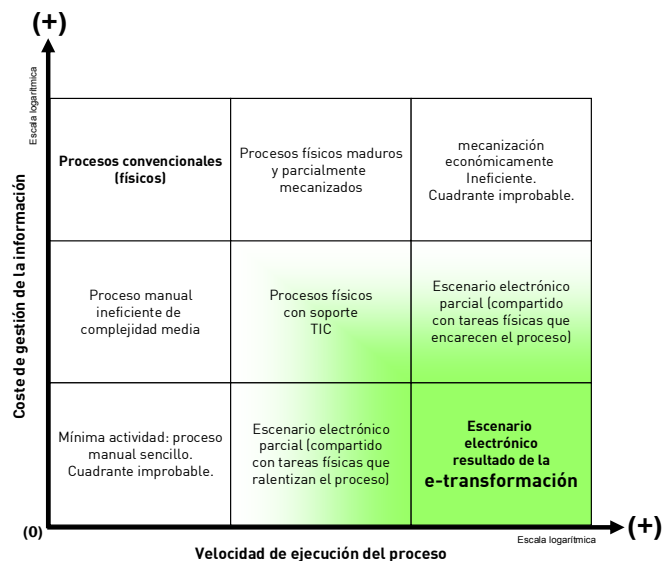 (+)
Escala logarítmica
Coste de gestión de la información
Procesos convencionales
(físicos)
Procesos físicos maduros
y parcialmente
mecanizados
mecanización
económicamente
Ineficiente.
Cuadrante improbable.
Proceso manual
ineficiente de
complejidad media
Procesos físicos
con soporte
TIC
Escenario electrónico
parcial (compartido
con tareas físicas que
encarecen el proceso)
Mínima actividad: proceso
manual sencillo.
Cuadrante improbable.
Escenario electrónico
parcial (compartido
con tareas físicas que
ralentizan el proceso)
Escenario
electrónico
resultado de la
e-transformación
(0)
(+)
Escala logarítmica
Velocidad de ejecución del proceso